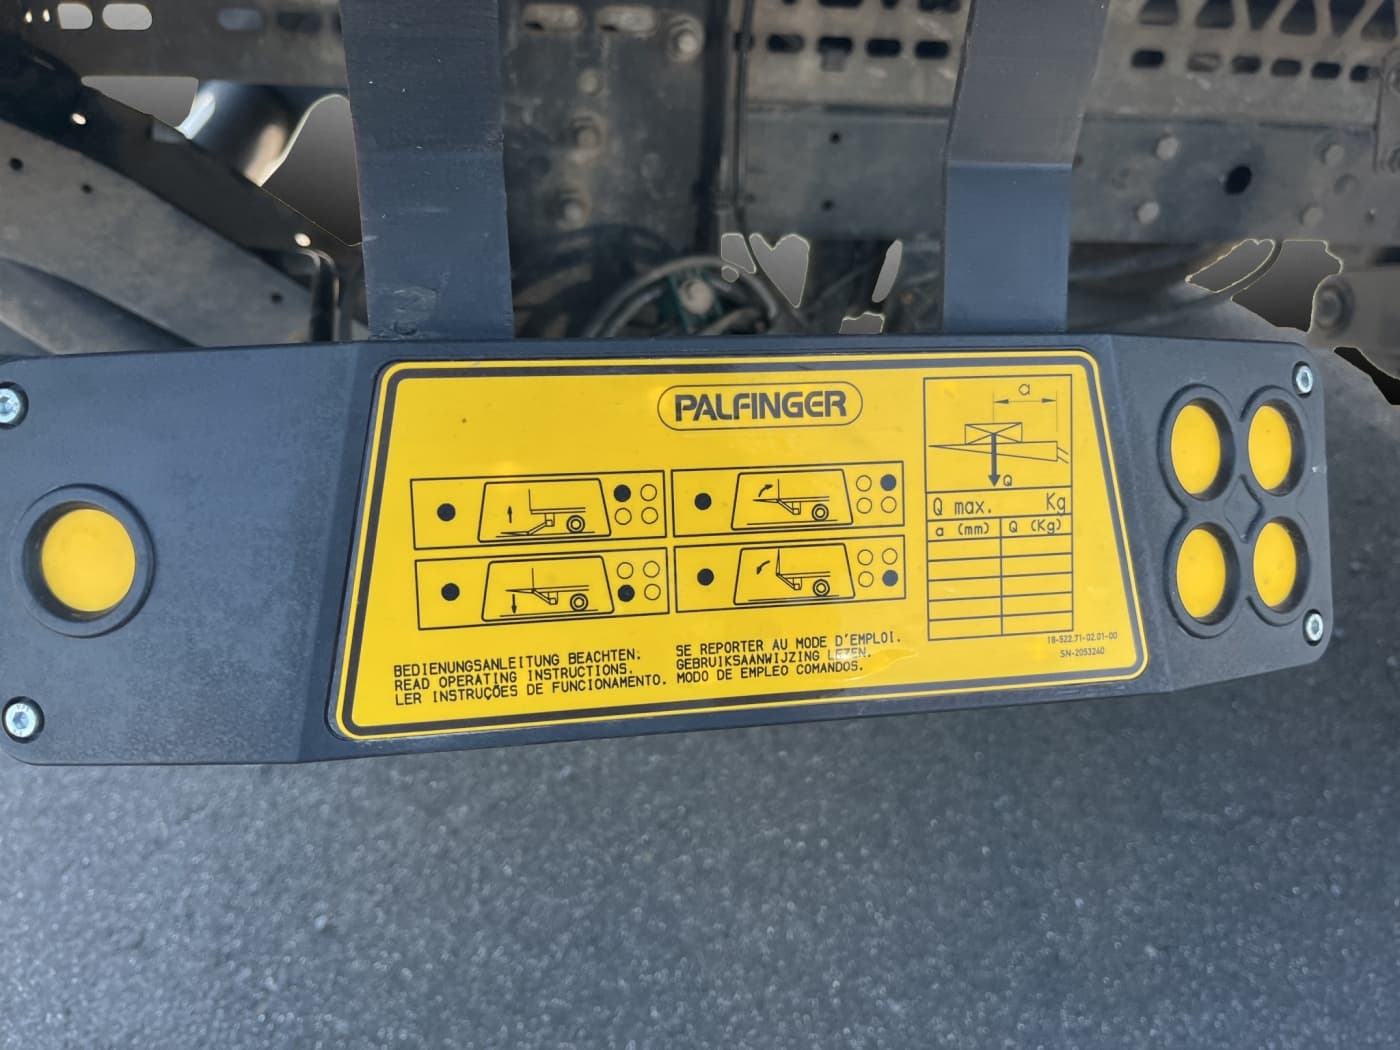 PALFINGER
a
Q
Q max. Kg
a (mm) Q (Kg)
BEDIENUNGSANLEITUNG BEACHTEN.
READ OPERATING INSTRUCTIONS.
LER INSTRUÇÕES DE FUNCIONAMENTO.
SE REPORTER AU MODE D'EMPLOI.
GEBRUIKSAANWIJZING LEZEN.
MODO DE EMPLEO COMANDOS.
18-522.71-02.01-00
SN-2053240